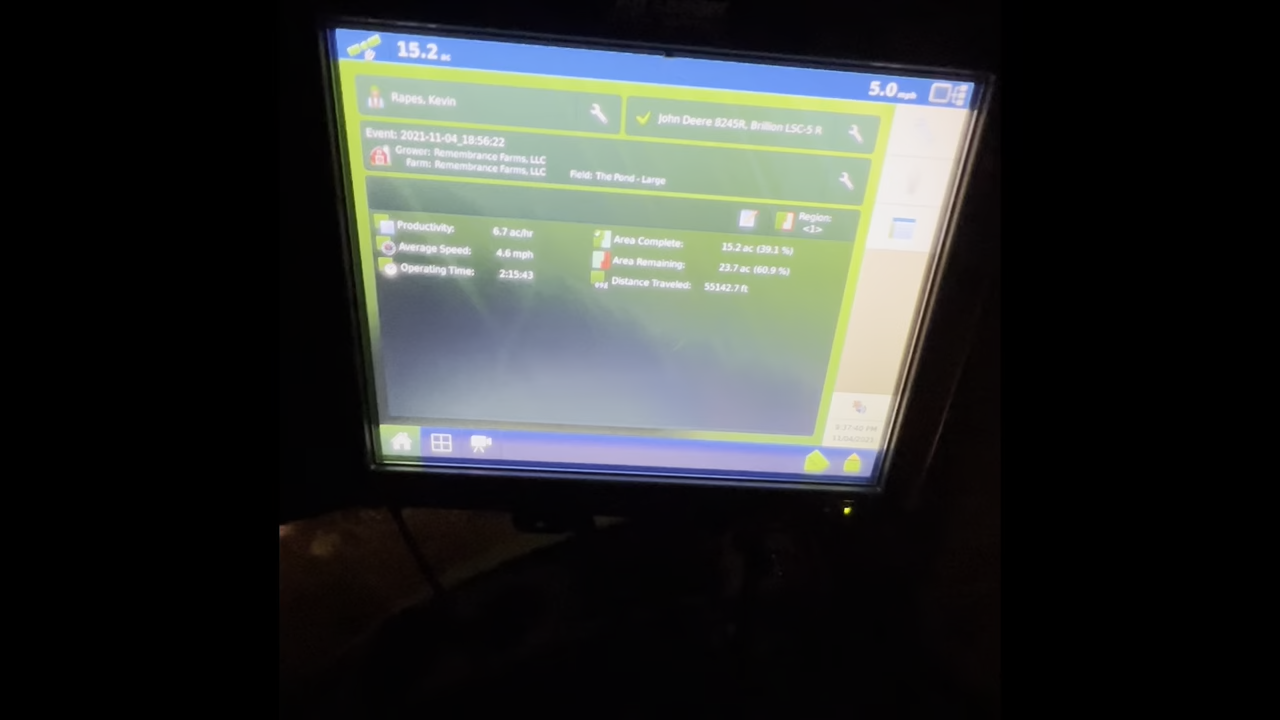 15.2 ac
5.0 mph
Rapes, Kevin
John Deere 8245R, Brillion LSC-5 R
Event: 2021-11-04_18:56:22
Grower: Remembrance Farms, LLC
Farm: Remembrance Farms, LLC
Field: The Pond - Large
Region:
<1>
Productivity: 6.7 ac/hr
Area Complete: 15.2 ac (39.1 %)
Average Speed: 4.6 mph
Area Remaining: 23.7 ac (60.9 %)
Operating Time: 2:15:43
Distance Traveled: 55142.7 ft